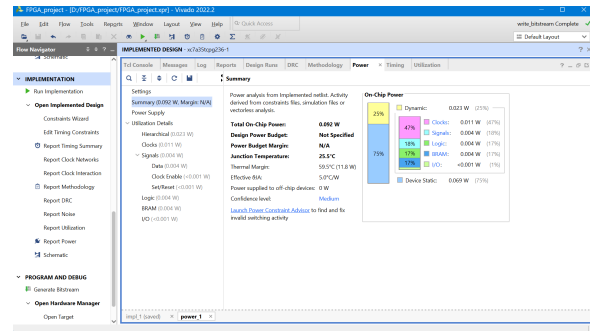 FPGA_project - [D:/FPGA_project/FPGA_project.xpr] - Vivado 2022.2
File Edit Flow Tools Reports Window Layout View Help Quick Access
write_bitstream Complete
Default Layout
Flow Navigator
IMPLEMENTED DESIGN - xc7a35tcpg236-1
Schematic
IMPLEMENTATION
Run Implementation
Open Implemented Design
Constraints Wizard
Edit Timing Constraints
Report Timing Summary
Report Clock Networks
Report Clock Interaction
Report Methodology
Report DRC
Report Noise
Report Utilization
Report Power
Schematic
PROGRAM AND DEBUG
Generate Bitstream
Open Hardware Manager
Open Target
Tcl Console Messages Log Reports Design Runs DRC Methodology Power Timing Utilization
Settings
Summary (0.092 W, Margin: N/A)
Power Supply
Utilization Details
Hierarchical (0.023 W)
Clocks (0.011 W)
Signals (0.004 W)
Data (0.004 W)
Clock Enable (<0.001 W)
Set/Reset (<0.001 W)
Logic (0.004 W)
BRAM (0.004 W)
I/O (<0.001 W)
Summary
Power analysis from Implemented netlist. Activity
derived from constraints files, simulation files or
vectorless analysis.
Total On-Chip Power: 0.092 W
Design Power Budget: Not Specified
Power Budget Margin: N/A
Junction Temperature: 25.5°C
Thermal Margin: 59.5°C (11.8 W)
Effective ϑJA: 5.0°C/W
Power supplied to off-chip devices: 0 W
Confidence level: Medium
Launch Power Constraint Advisor to find and fix
invalid switching activity
On-Chip Power
25%
75%
47%
18%
17%
17%
Dynamic: 0.023 W (25%)
Clocks: 0.011 W (47%)
Signals: 0.004 W (18%)
Logic: 0.004 W (17%)
BRAM: 0.004 W (17%)
I/O: <0.001 W (1%)
Device Static: 0.069 W (75%)
impl_1 (saved) power_1